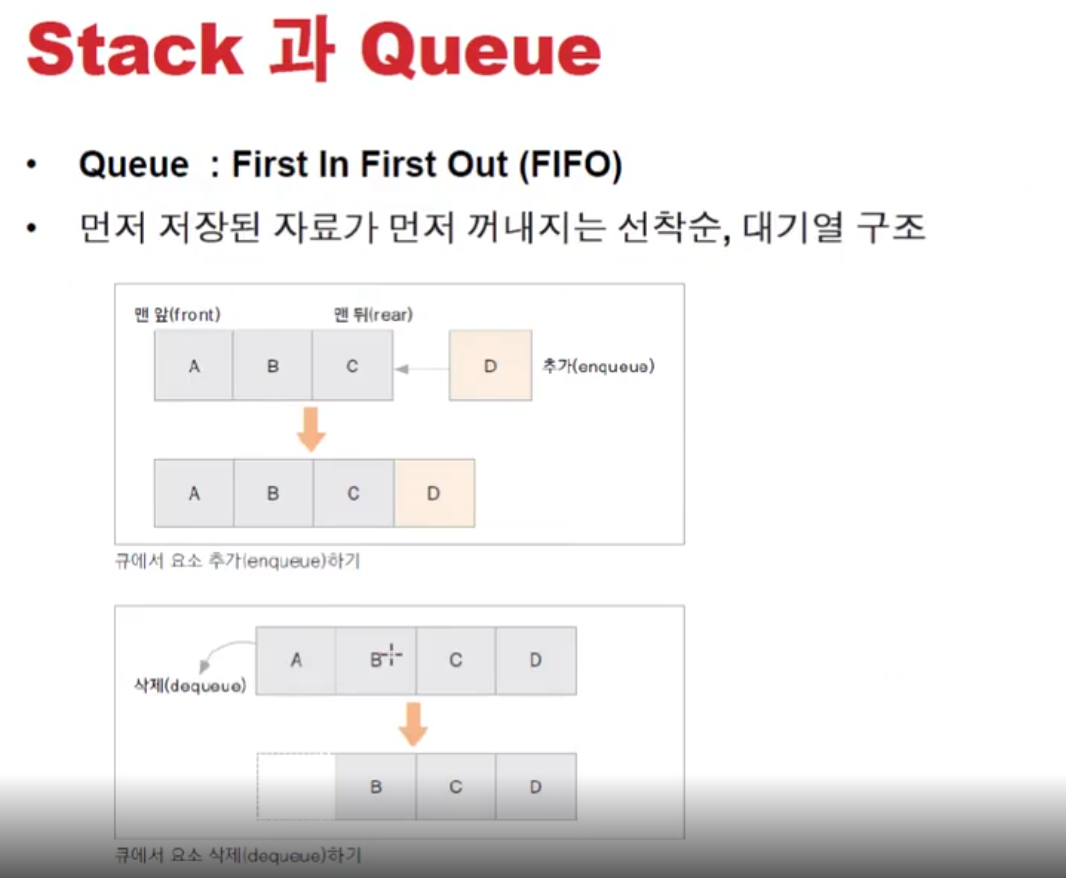 Stack 과 Queue
• Queue : First In First Out (FIFO)
• 먼저 저장된 자료가 먼저 꺼내지는 선착순, 대기열 구조
맨 앞(front) 맨 뒤(rear)
A B C D 추가(enqueue)
A B C D
큐에서 요소 추가(enqueue)하기
A B C D
삭제(dequeue)
B C D
큐에서 요소 삭제(dequeue)하기